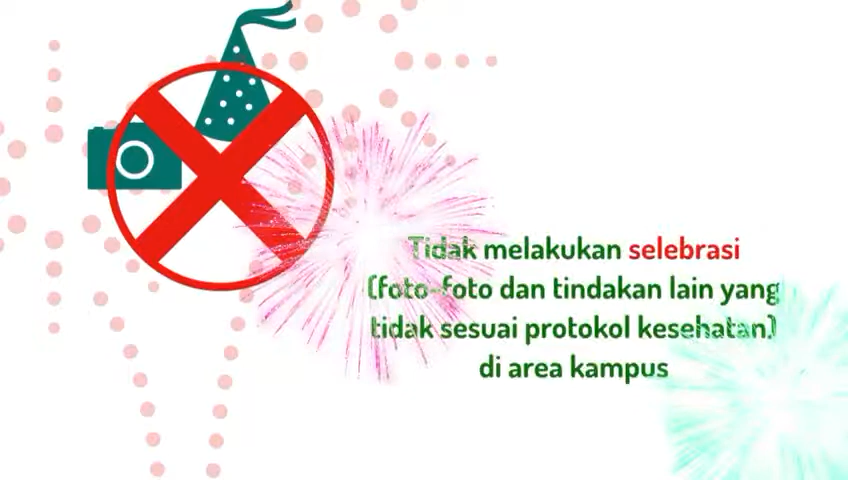 Tidak melakukan selebrasi
(foto-foto dan tindakan lain yang
tidak sesuai protokol kesehatan)
di area kampus